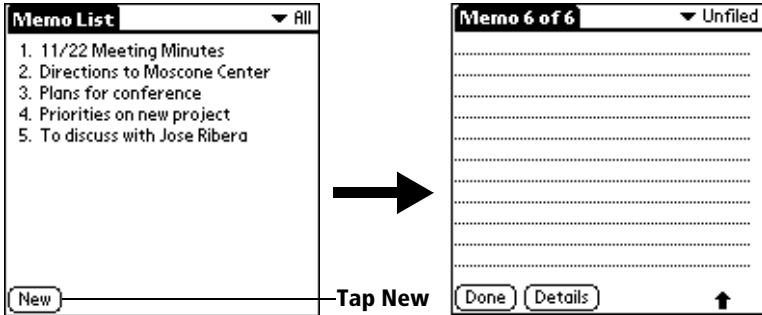 Memo List
All
1. 11/22 Meeting Minutes
2. Directions to Moscone Center
3. Plans for conference
4. Priorities on new project
5. To discuss with Jose Ribera
New
Tap New
Memo 6 of 6
Unfiled
Done
Details